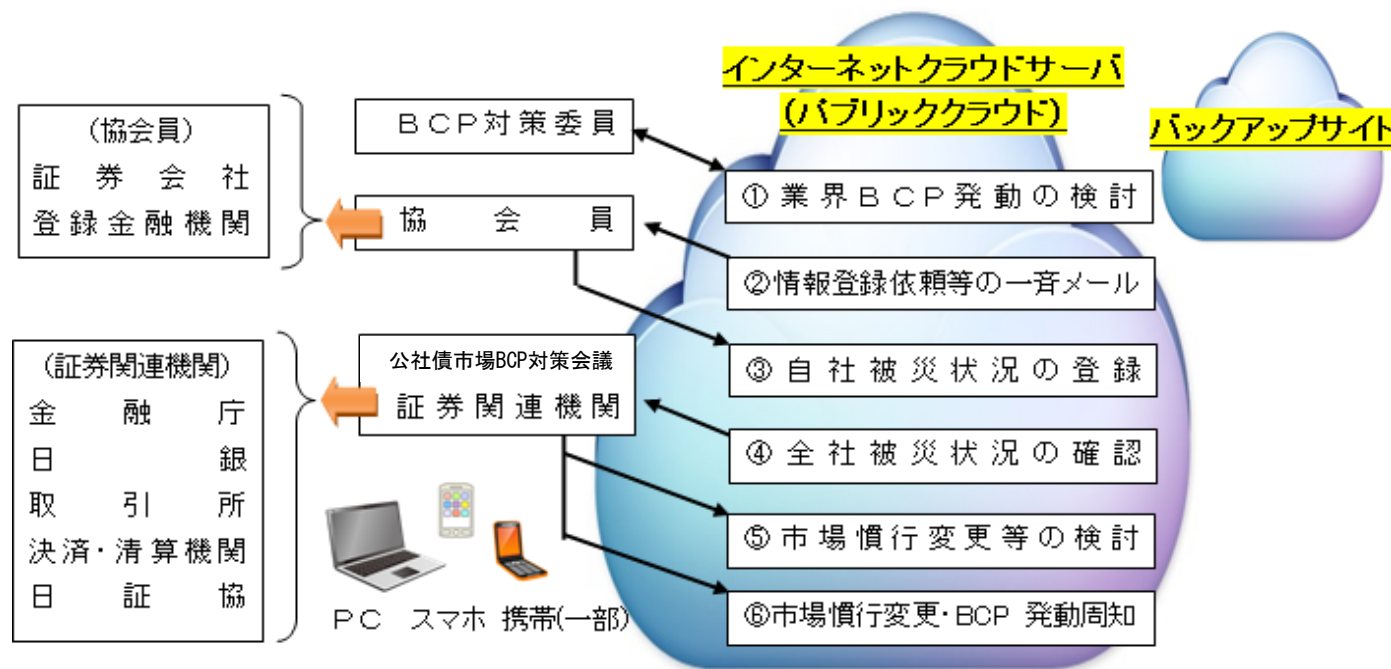 インターネットクラウドサーバ
(パブリッククラウド)
バックアップサイト
(協会員)
証券会社
登録金融機関
BCP対策委員
協会員
①業界BCP発動の検討
②情報登録依頼等の一斉メール
③自社被災状況の登録
④全社被災状況の確認
⑤市場慣行変更等の検討
⑥市場慣行変更・BCP 発動周知
公社債市場BCP対策会議
証券関連機関
(証券関連機関)
金融庁
日銀
取引所
決済・清算機関
日証協
PC スマホ 携帯(一部)